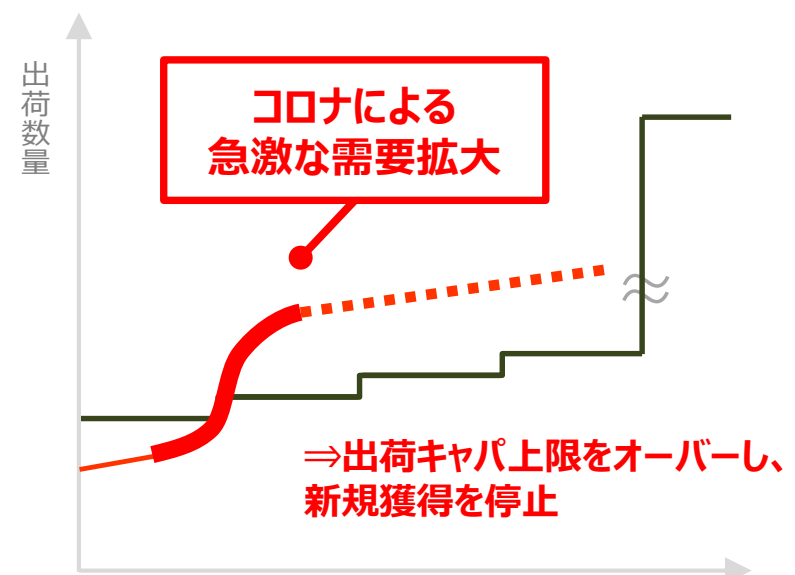 出荷数量
コロナによる
急激な需要拡大
⇒出荷キャパ上限をオーバーし、
新規獲得を停止